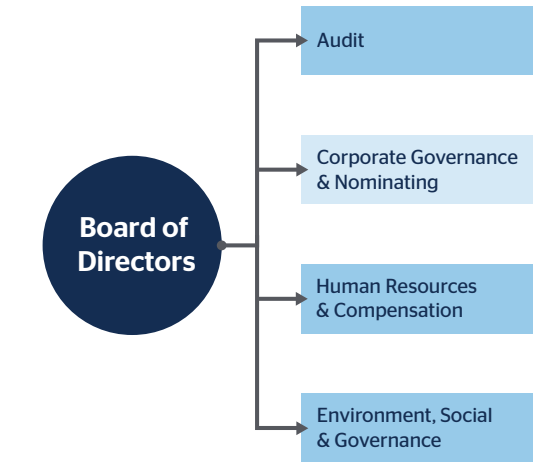 Board of
Directors
Audit
Corporate Governance
& Nominating
Human Resources
& Compensation
Environment, Social
& Governance